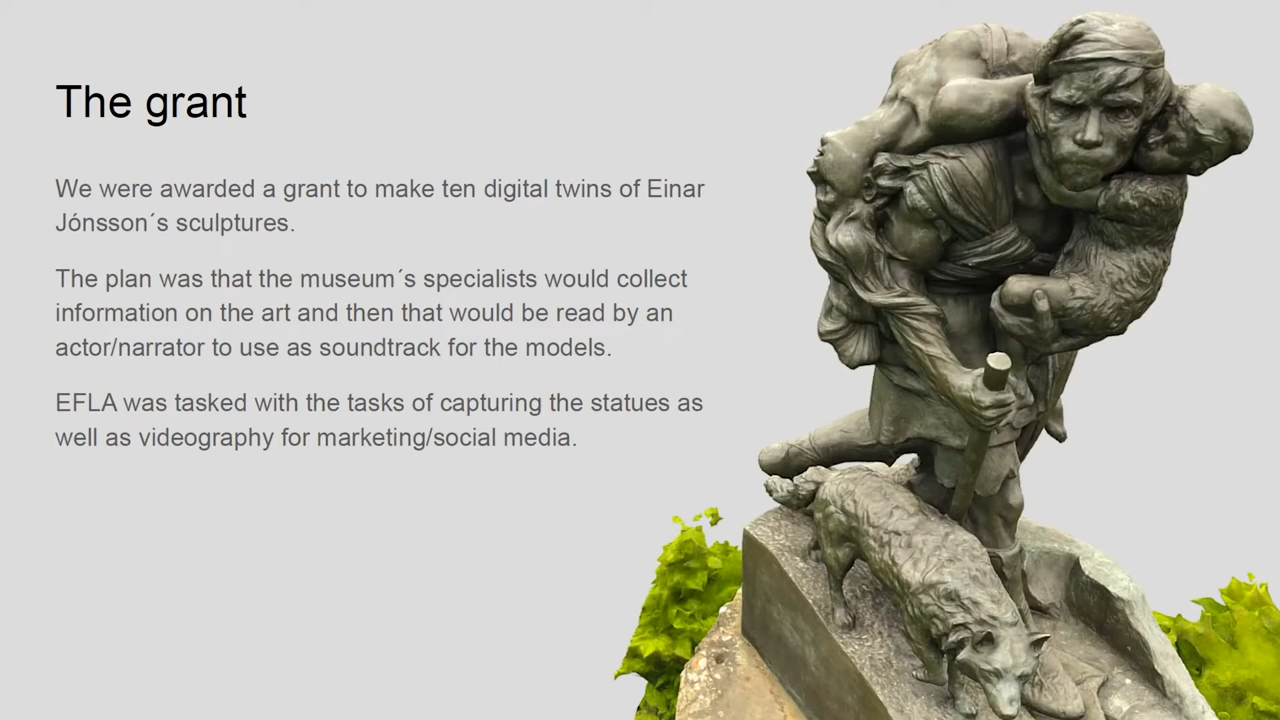 The grant
We were awarded a grant to make ten digital twins of Einar
Jónsson´s sculptures.
The plan was that the museum´s specialists would collect
information on the art and then that would be read by an
actor/narrator to use as soundtrack for the models.
EFLA was tasked with the tasks of capturing the statues as
well as videography for marketing/social media.